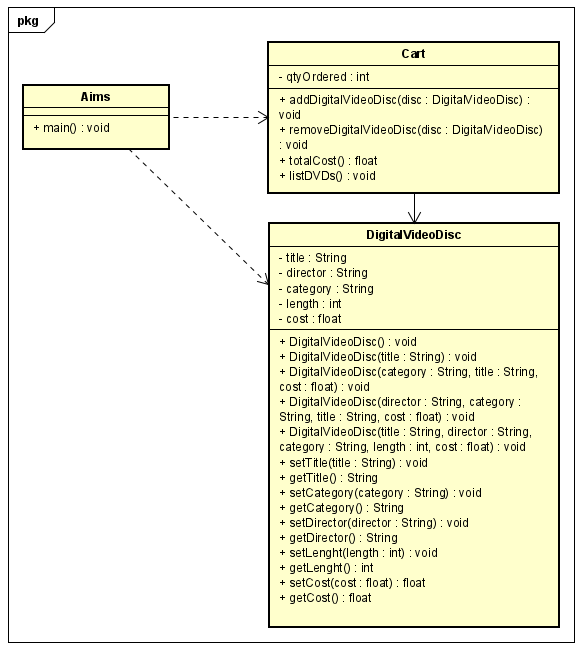 pkg
Aims
+ main() : void
Cart
- qtyOrdered : int
+ addDigitalVideoDisc(disc : DigitalVideoDisc) :
void
+ removeDigitalVideoDisc(disc : DigitalVideoDisc)
: void
+ totalCost() : float
+ listDVDs() : void
DigitalVideoDisc
- title : String
- director : String
- category : String
- length : int
- cost : float
+ DigitalVideoDisc() : void
+ DigitalVideoDisc(title : String) : void
+ DigitalVideoDisc(category : String, title : String,
cost : float) : void
+ DigitalVideoDisc(director : String, category :
String, title : String, cost : float) : void
+ DigitalVideoDisc(title : String, director : String,
category : String, length : int, cost : float) : void
+ setTitle(title : String) : void
+ getTitle() : String
+ setCategory(category : String) : void
+ getCategory() : String
+ setDirector(director : String) : void
+ getDirector() : String
+ setLenght(length : int) : void
+ getLenght() : int
+ setCost(cost : float) : float
+ getCost() : float